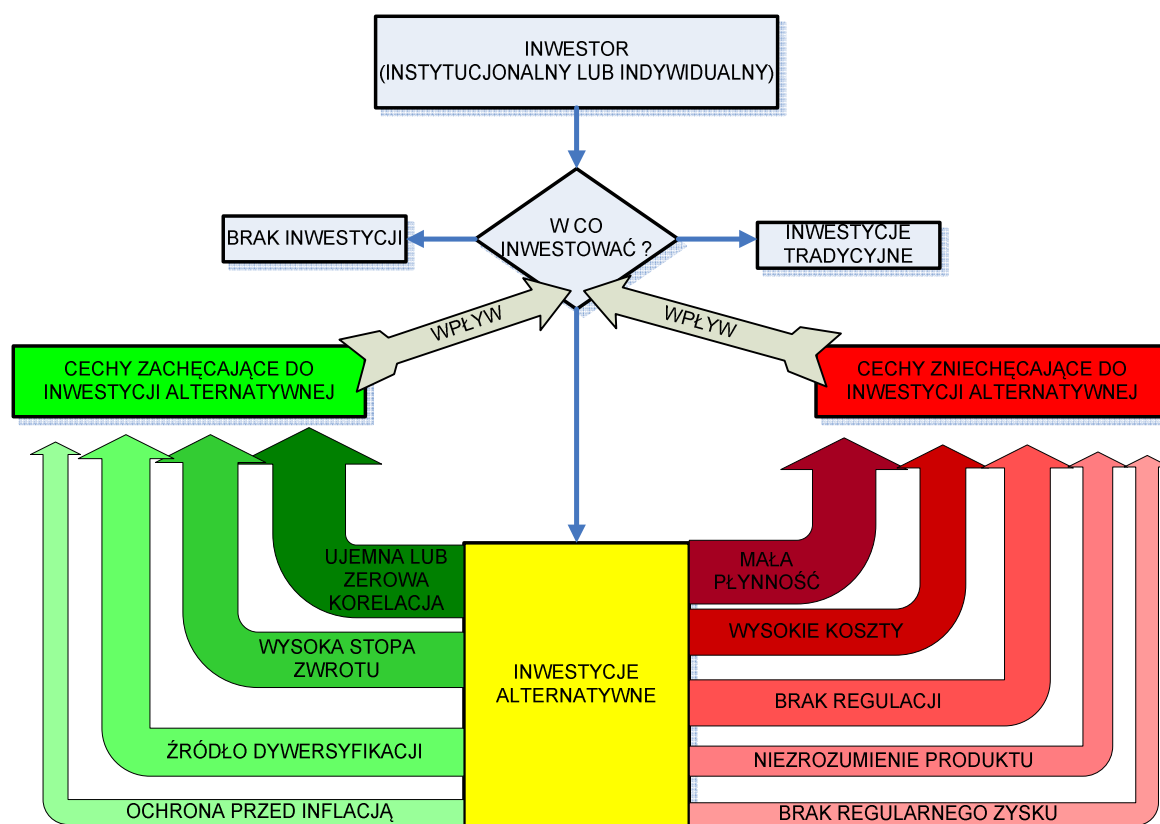 INWESTOR
(INSTYTUCJONALNY LUB INDYWIDUALNY)
W CO
INWESTOWAĆ ?
BRAK INWESTYCJI
INWESTYCJE
TRADYCYJNE
WPŁYW
WPŁYW
CECHY ZACHĘCAJĄCE DO
INWESTYCJI ALTERNATYWNEJ
CECHY ZNIECHĘCAJĄCE DO
INWESTYCJI ALTERNATYWNEJ
UJEMNA LUB
ZEROWA
KORELACJA
WYSOKA STOPA
ZWROTU
ŹRÓDŁO DYWERSYFIKACJI
OCHRONA PRZED INFLACJĄ
INWESTYCJE
ALTERNATYWNE
MAŁA
PŁYNNOŚĆ
WYSOKIE KOSZTY
BRAK REGULACJI
NIEZROZUMIENIE PRODUKTU
BRAK REGULARNEGO ZYSKU